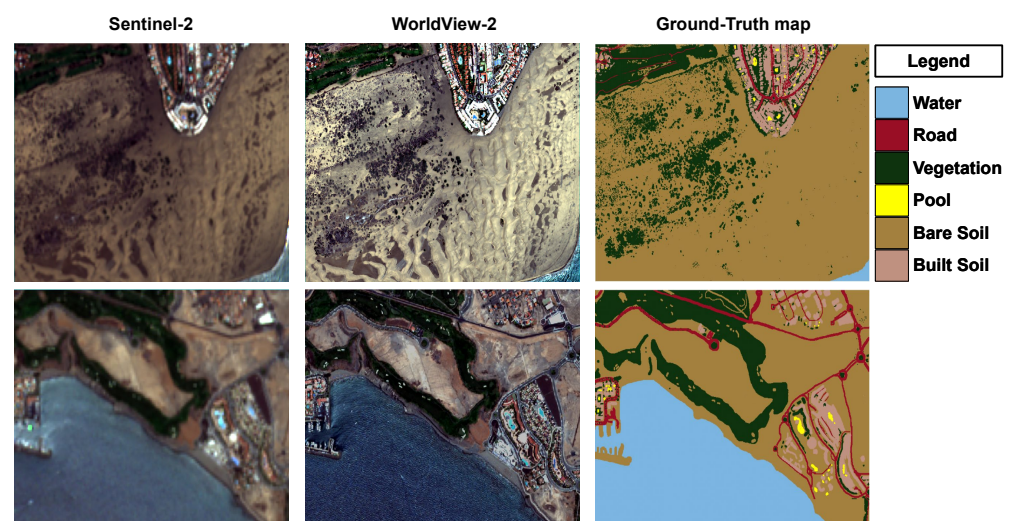 Sentinel-2
WorldView-2
Ground-Truth map
Legend
Water
Road
Vegetation
Pool
Bare Soil
Built Soil